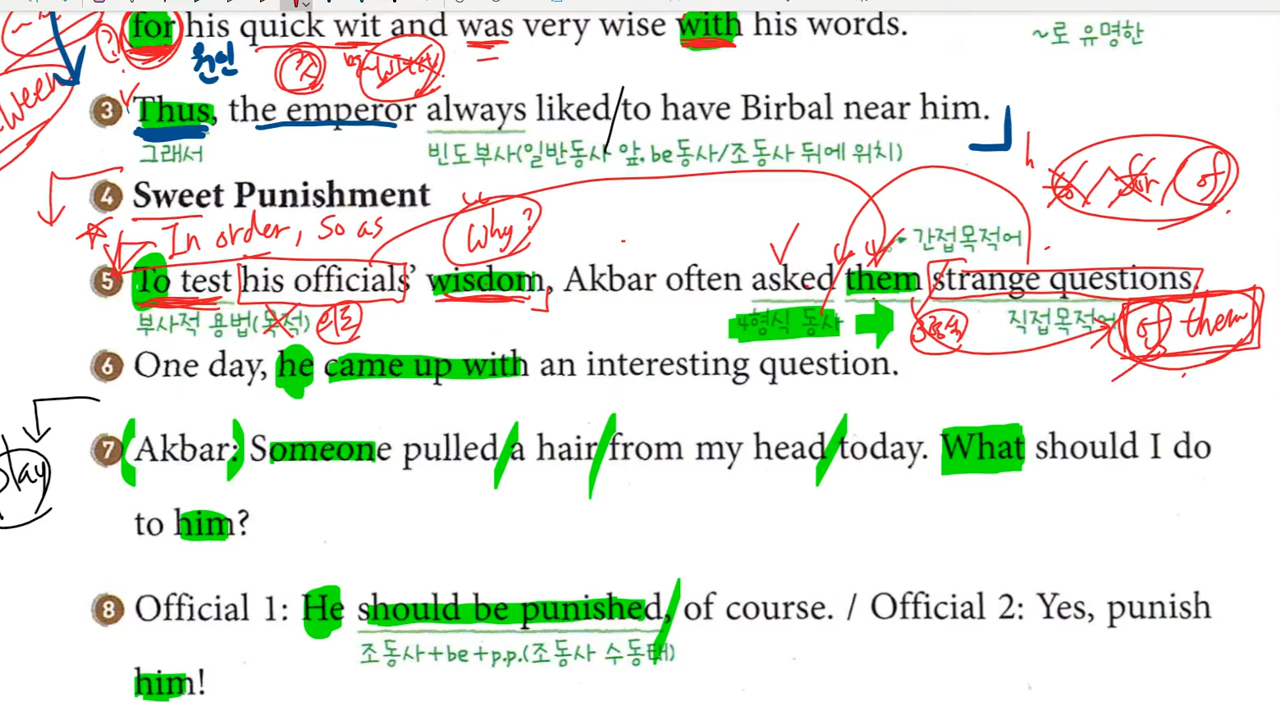 for his quick wit and was very wise with his words.
원인
~로 유명한
③ Thus, the emperor always liked/to have Birbal near him.
그래서 빈도부사(일반동사 앞, be동사/조동사 뒤에 위치)
④ Sweet Punishment
to / for / of
In order, So as
Why?
간접목적어
⑤ To test his officials' wisdom, Akbar often asked them strange questions.
부사적 용법(목적) 의도 4형식 동사 → 3형식 직접목적어 of them
⑥ One day, he came up with an interesting question.
⑦ (Akbar:) Someone pulled/a hair/from my head/today. What should I do
to him?
⑧ Official 1: He should be punished,/of course. / Official 2: Yes, punish
조동사+be+p.p.(조동사 수동태)
him!